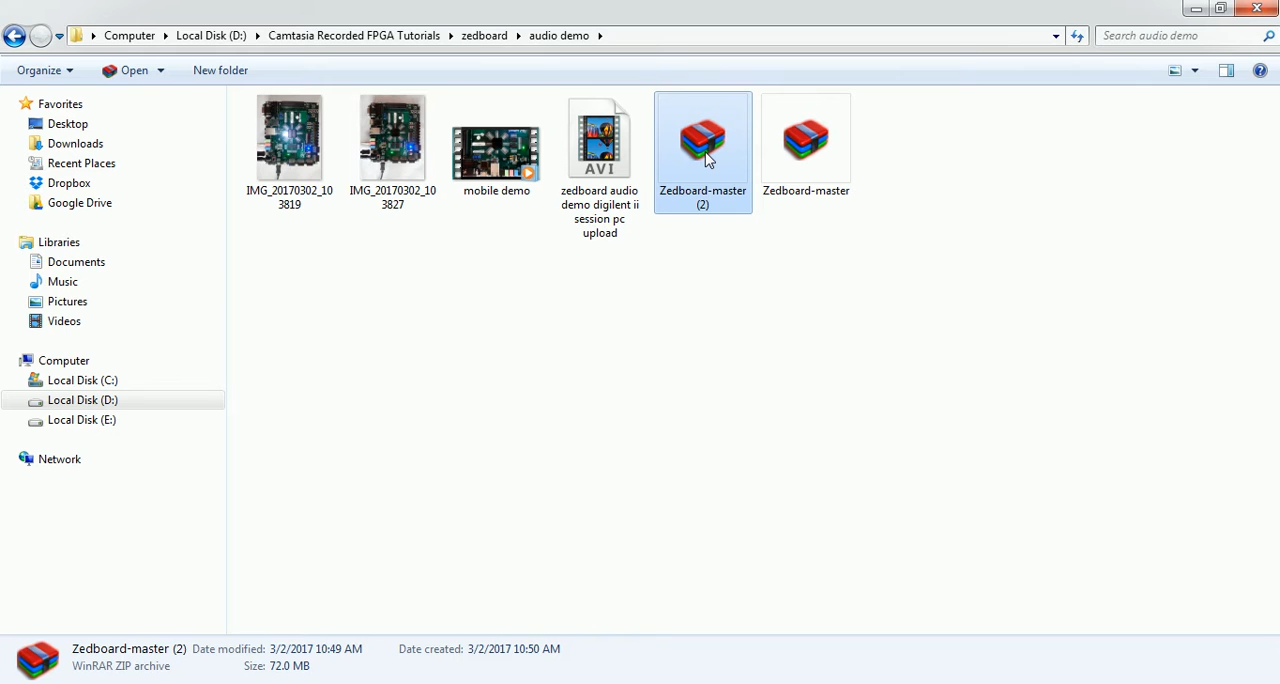 Computer Local Disk (D:) Camtasia Recorded FPGA Tutorials zedboard audio demo
Search audio demo
Organize Open New folder
Favorites
Desktop
Downloads
Recent Places
Dropbox
Google Drive
Libraries
Documents
Music
Pictures
Videos
Computer
Local Disk (C:)
Local Disk (D:)
Local Disk (E:)
Network
IMG_20170302_10
3819
IMG_20170302_10
3827
mobile demo
AVI
zedboard audio
demo digilent ii
session pc
upload
Zedboard-master
(2)
Zedboard-master
Zedboard-master (2) Date modified: 3/2/2017 10:49 AM Date created: 3/2/2017 10:50 AM
WinRAR ZIP archive Size: 72.0 MB